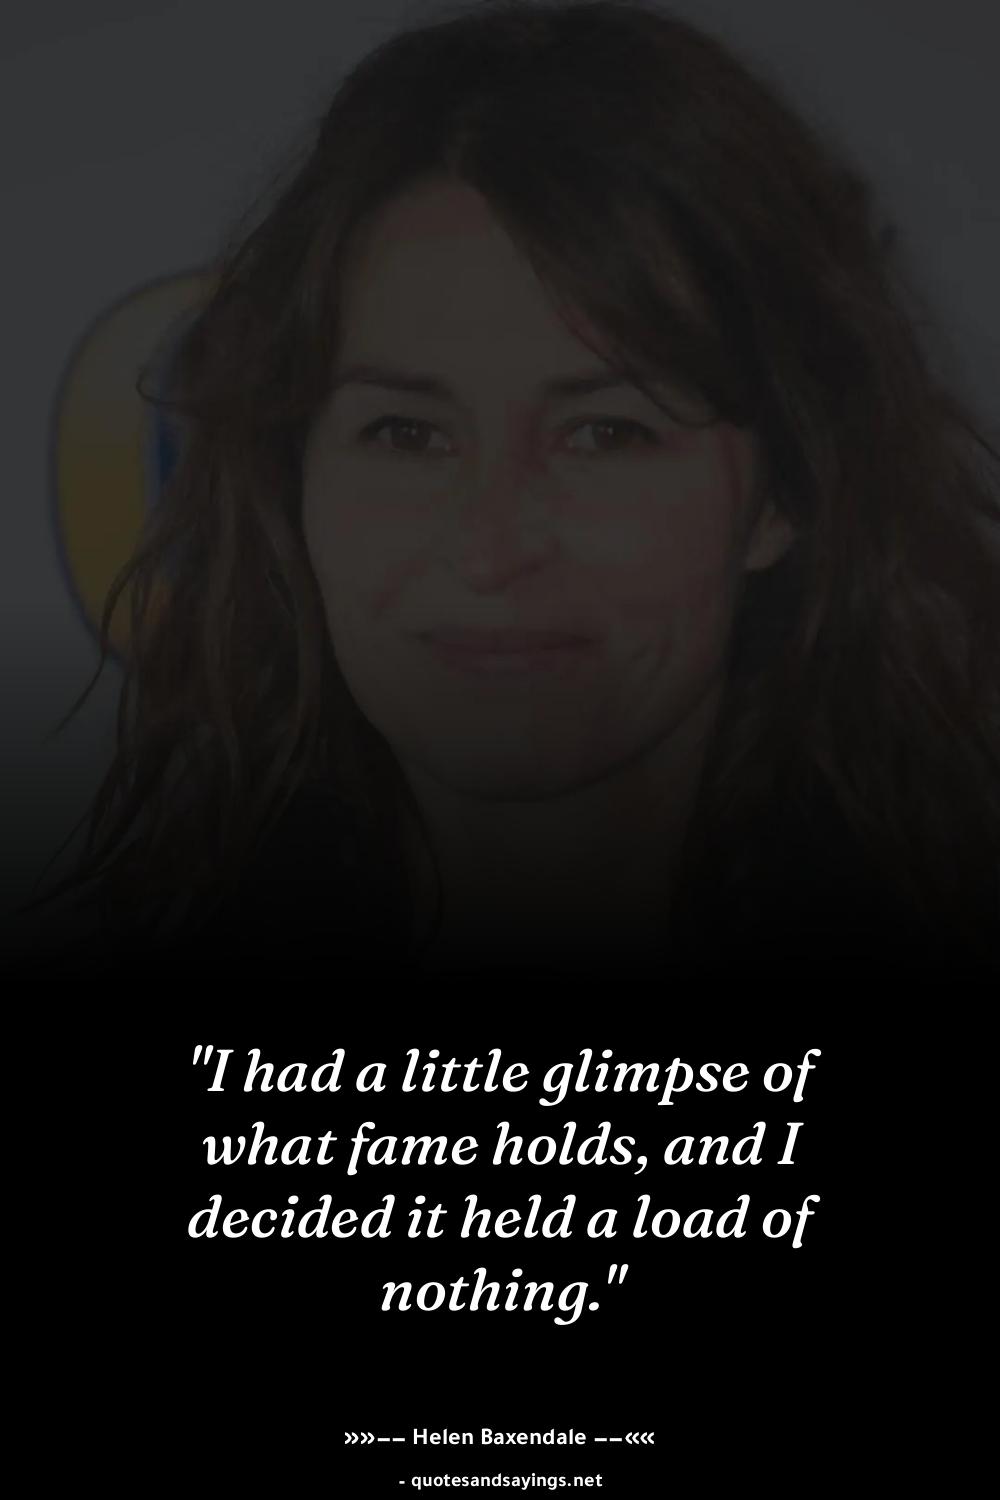 "I had a little glimpse of
what fame holds, and I
decided it held a load of
nothing."
»»–– Helen Baxendale ––««
- quotesandsayings.net